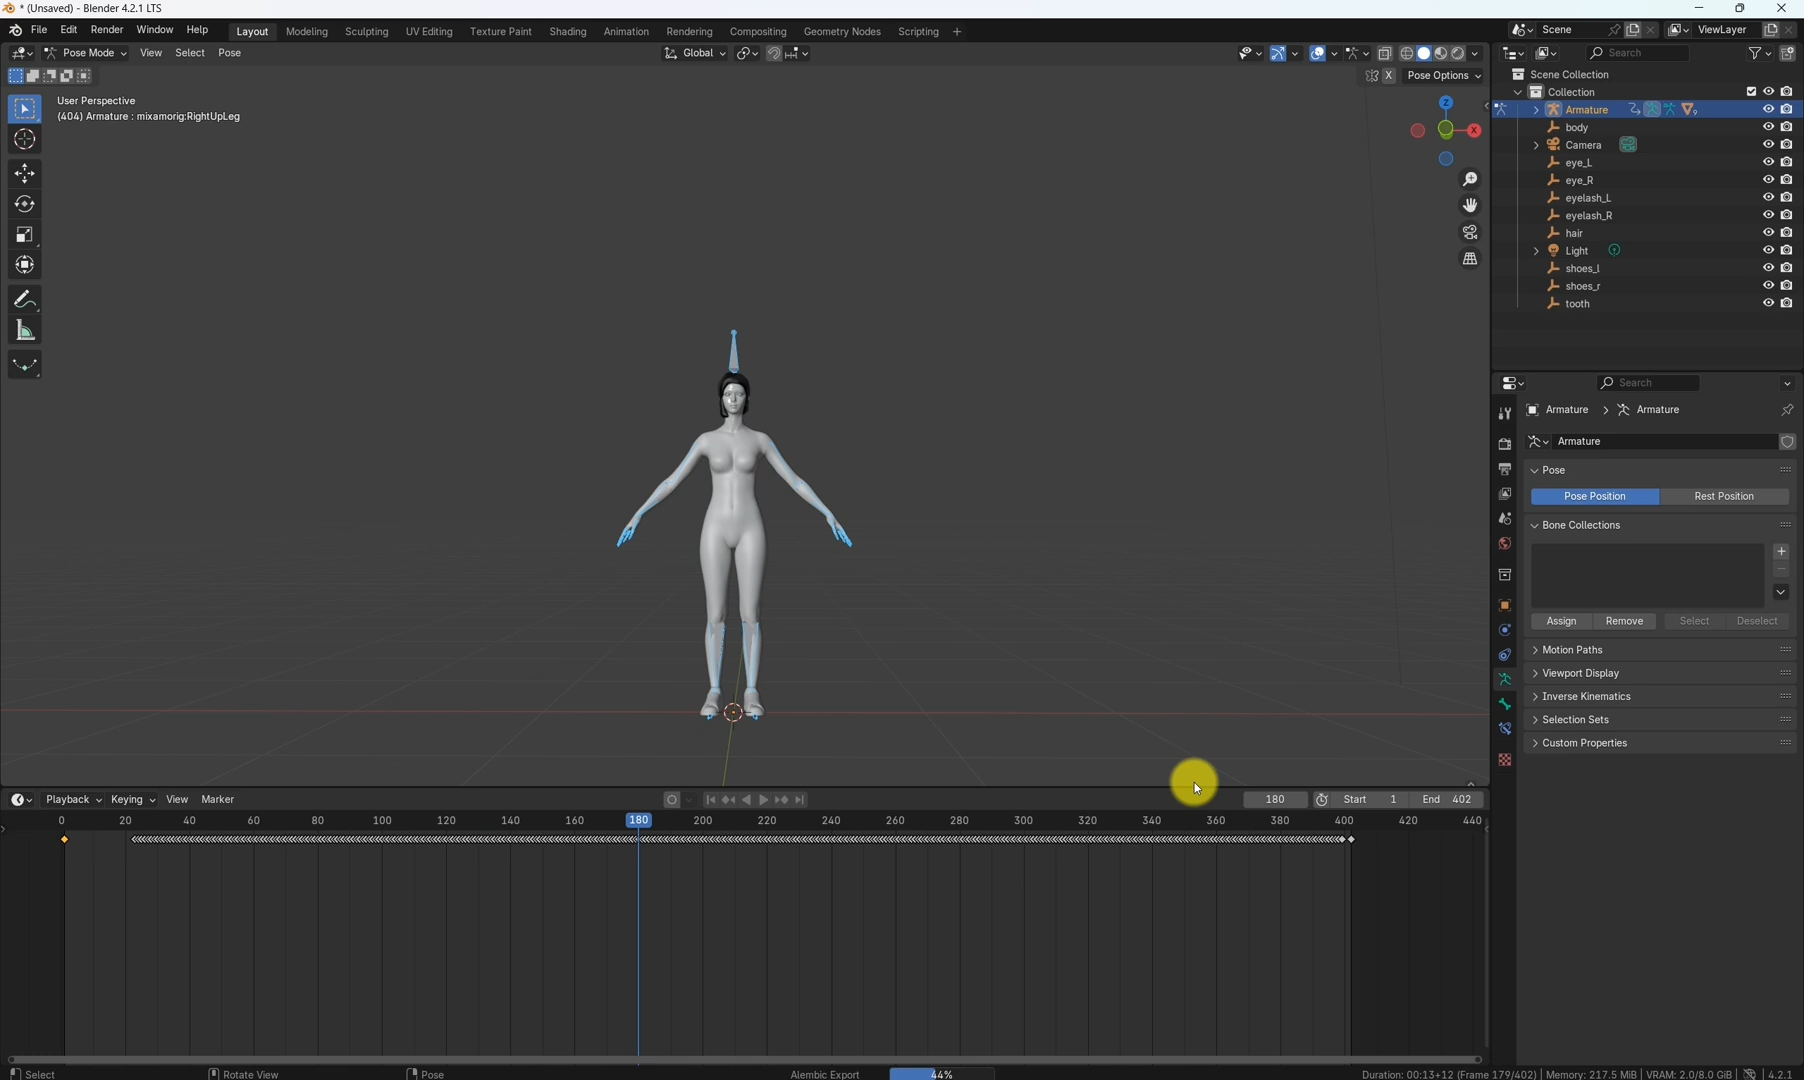 * (Unsaved) - Blender 4.2.1 LTS
File Edit Render Window Help Layout Modeling Sculpting UV Editing Texture Paint Shading Animation Rendering Compositing Geometry Nodes Scripting + Scene ViewLayer
Pose Mode View Select Pose Global Search
X Pose Options Scene Collection
Collection
User Perspective
(404) Armature : mixamorig:RightUpLeg
Z
X
Armature 9
body
Camera
eye_L
eye_R
eyelash_L
eyelash_R
hair
Light
shoes_l
shoes_r
tooth
Search
Armature > Armature
Armature
Pose
Pose Position Rest Position
Bone Collections
Assign Remove Select Deselect
Motion Paths
Viewport Display
Inverse Kinematics
Selection Sets
Custom Properties
Playback Keying View Marker 180 Start 1 End 402
0 20 40 60 80 100 120 140 160 180 200 220 240 260 280 300 320 340 360 380 400 420 440
Select Rotate View Pose Alembic Export 44% Duration: 00:13+12 (Frame 179/402) | Memory: 217.5 MiB | VRAM: 2.0/8.0 GiB | 4.2.1